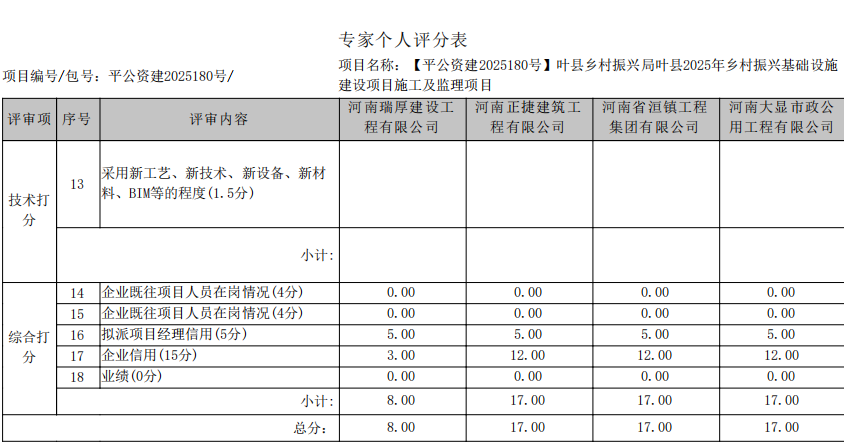 专家个人评分表
项目编号/包号: 平公资建2025180号/
项目名称: 【平公资建2025180号】叶县乡村振兴局叶县2025年乡村振兴基础设施
建设项目施工及监理项目
评审项 序号 评审内容 河南瑞厚建设工程有限公司 河南正捷建筑工程有限公司 河南省洹镇工程集团有限公司 河南大显市政公用工程有限公司
技术打分
13 采用新工艺、新技术、新设备、新材
料、BIM等的程度(1.5分)
小计:
综合打分
14 企业既往项目人员在岗情况(4分) 0.00 0.00 0.00 0.00
15 企业既往项目人员在岗情况(4分) 0.00 0.00 0.00 0.00
16 拟派项目经理信用(5分) 5.00 5.00 5.00 5.00
17 企业信用(15分) 3.00 12.00 12.00 12.00
18 业绩(0分) 0.00 0.00 0.00 0.00
小计: 8.00 17.00 17.00 17.00
总分: 8.00 17.00 17.00 17.00